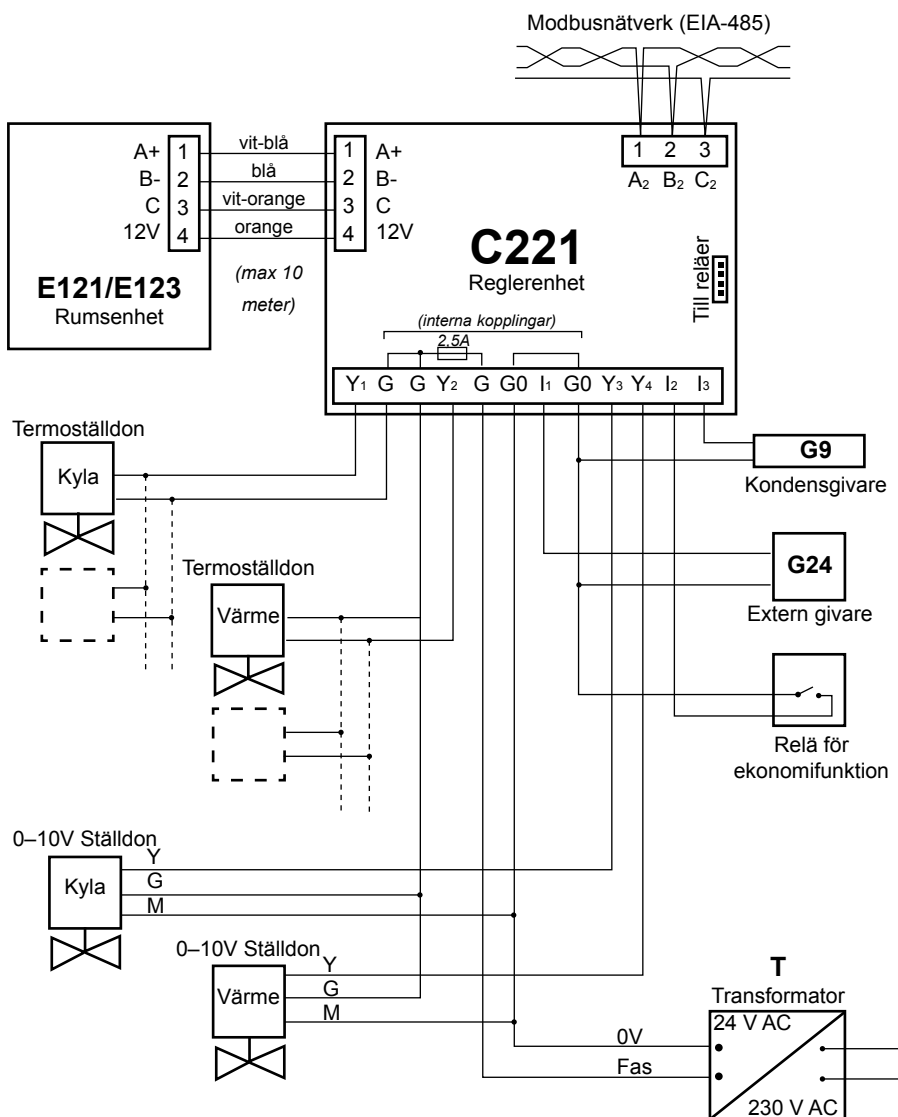 Modbusnätverk (EIA-485)
A+ 1 vit-blå 1 A+
B- 2 blå 2 B-
C 3 vit-orange 3 C
12V 4 orange 4 12V
1 2 3
A2 B2 C2
E121/E123
Rumsenhet
(max 10
meter)
C221
Reglerenhet
Till reläer
(interna kopplingar)
2,5A
Y1 G G Y2 G G0 I1 G0 Y3 Y4 I2 I3
Termoställdon
Kyla
G9
Kondensgivare
Termoställdon
Värme
G24
Extern givare
Relä för
ekonomifunktion
0–10V Ställdon
Kyla
Y
G
M
0–10V Ställdon
Värme
Y
G
M
T
Transformator
24 V AC
0V
Fas
230 V AC